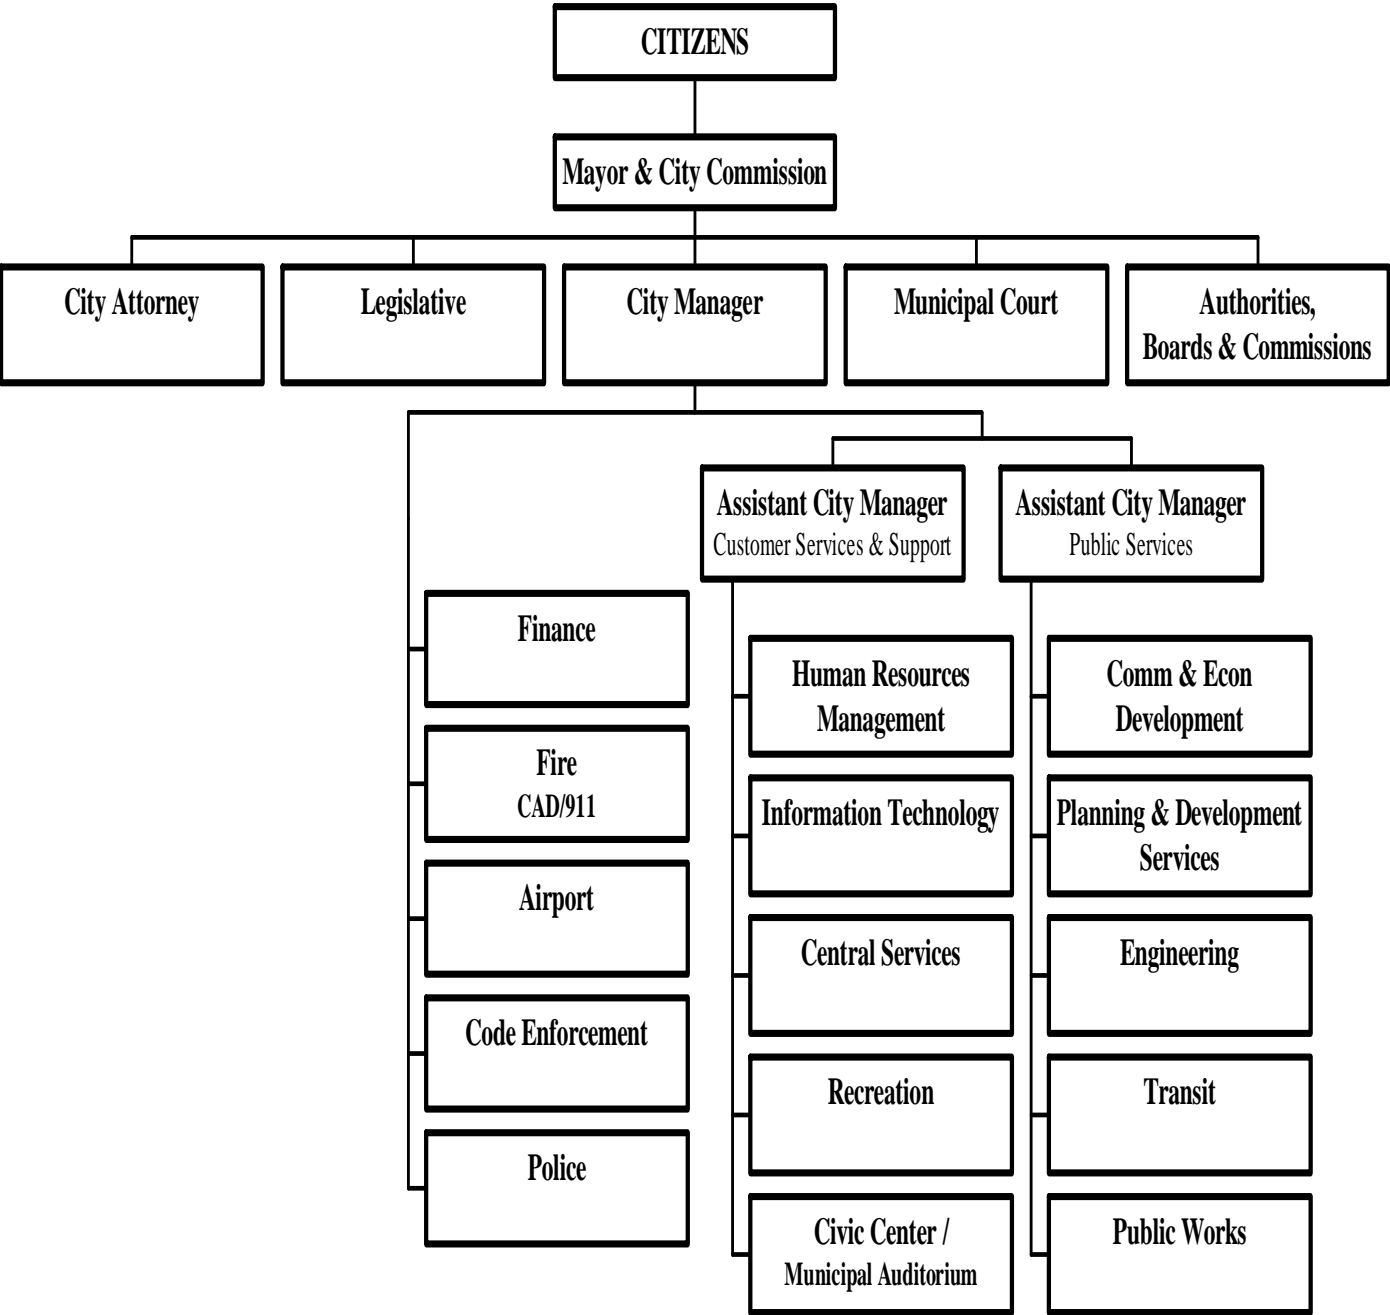 CITIZENS
Mayor & City Commission
City Attorney
Legislative
City Manager
Municipal Court
Authorities,
Boards & Commissions
Assistant City Manager
Customer Services & Support
Assistant City Manager
Public Services
Finance
Fire
CAD/911
Airport
Code Enforcement
Police
Human Resources
Management
Information Technology
Central Services
Recreation
Civic Center /
Municipal Auditorium
Comm & Econ
Development
Planning & Development
Services
Engineering
Transit
Public Works